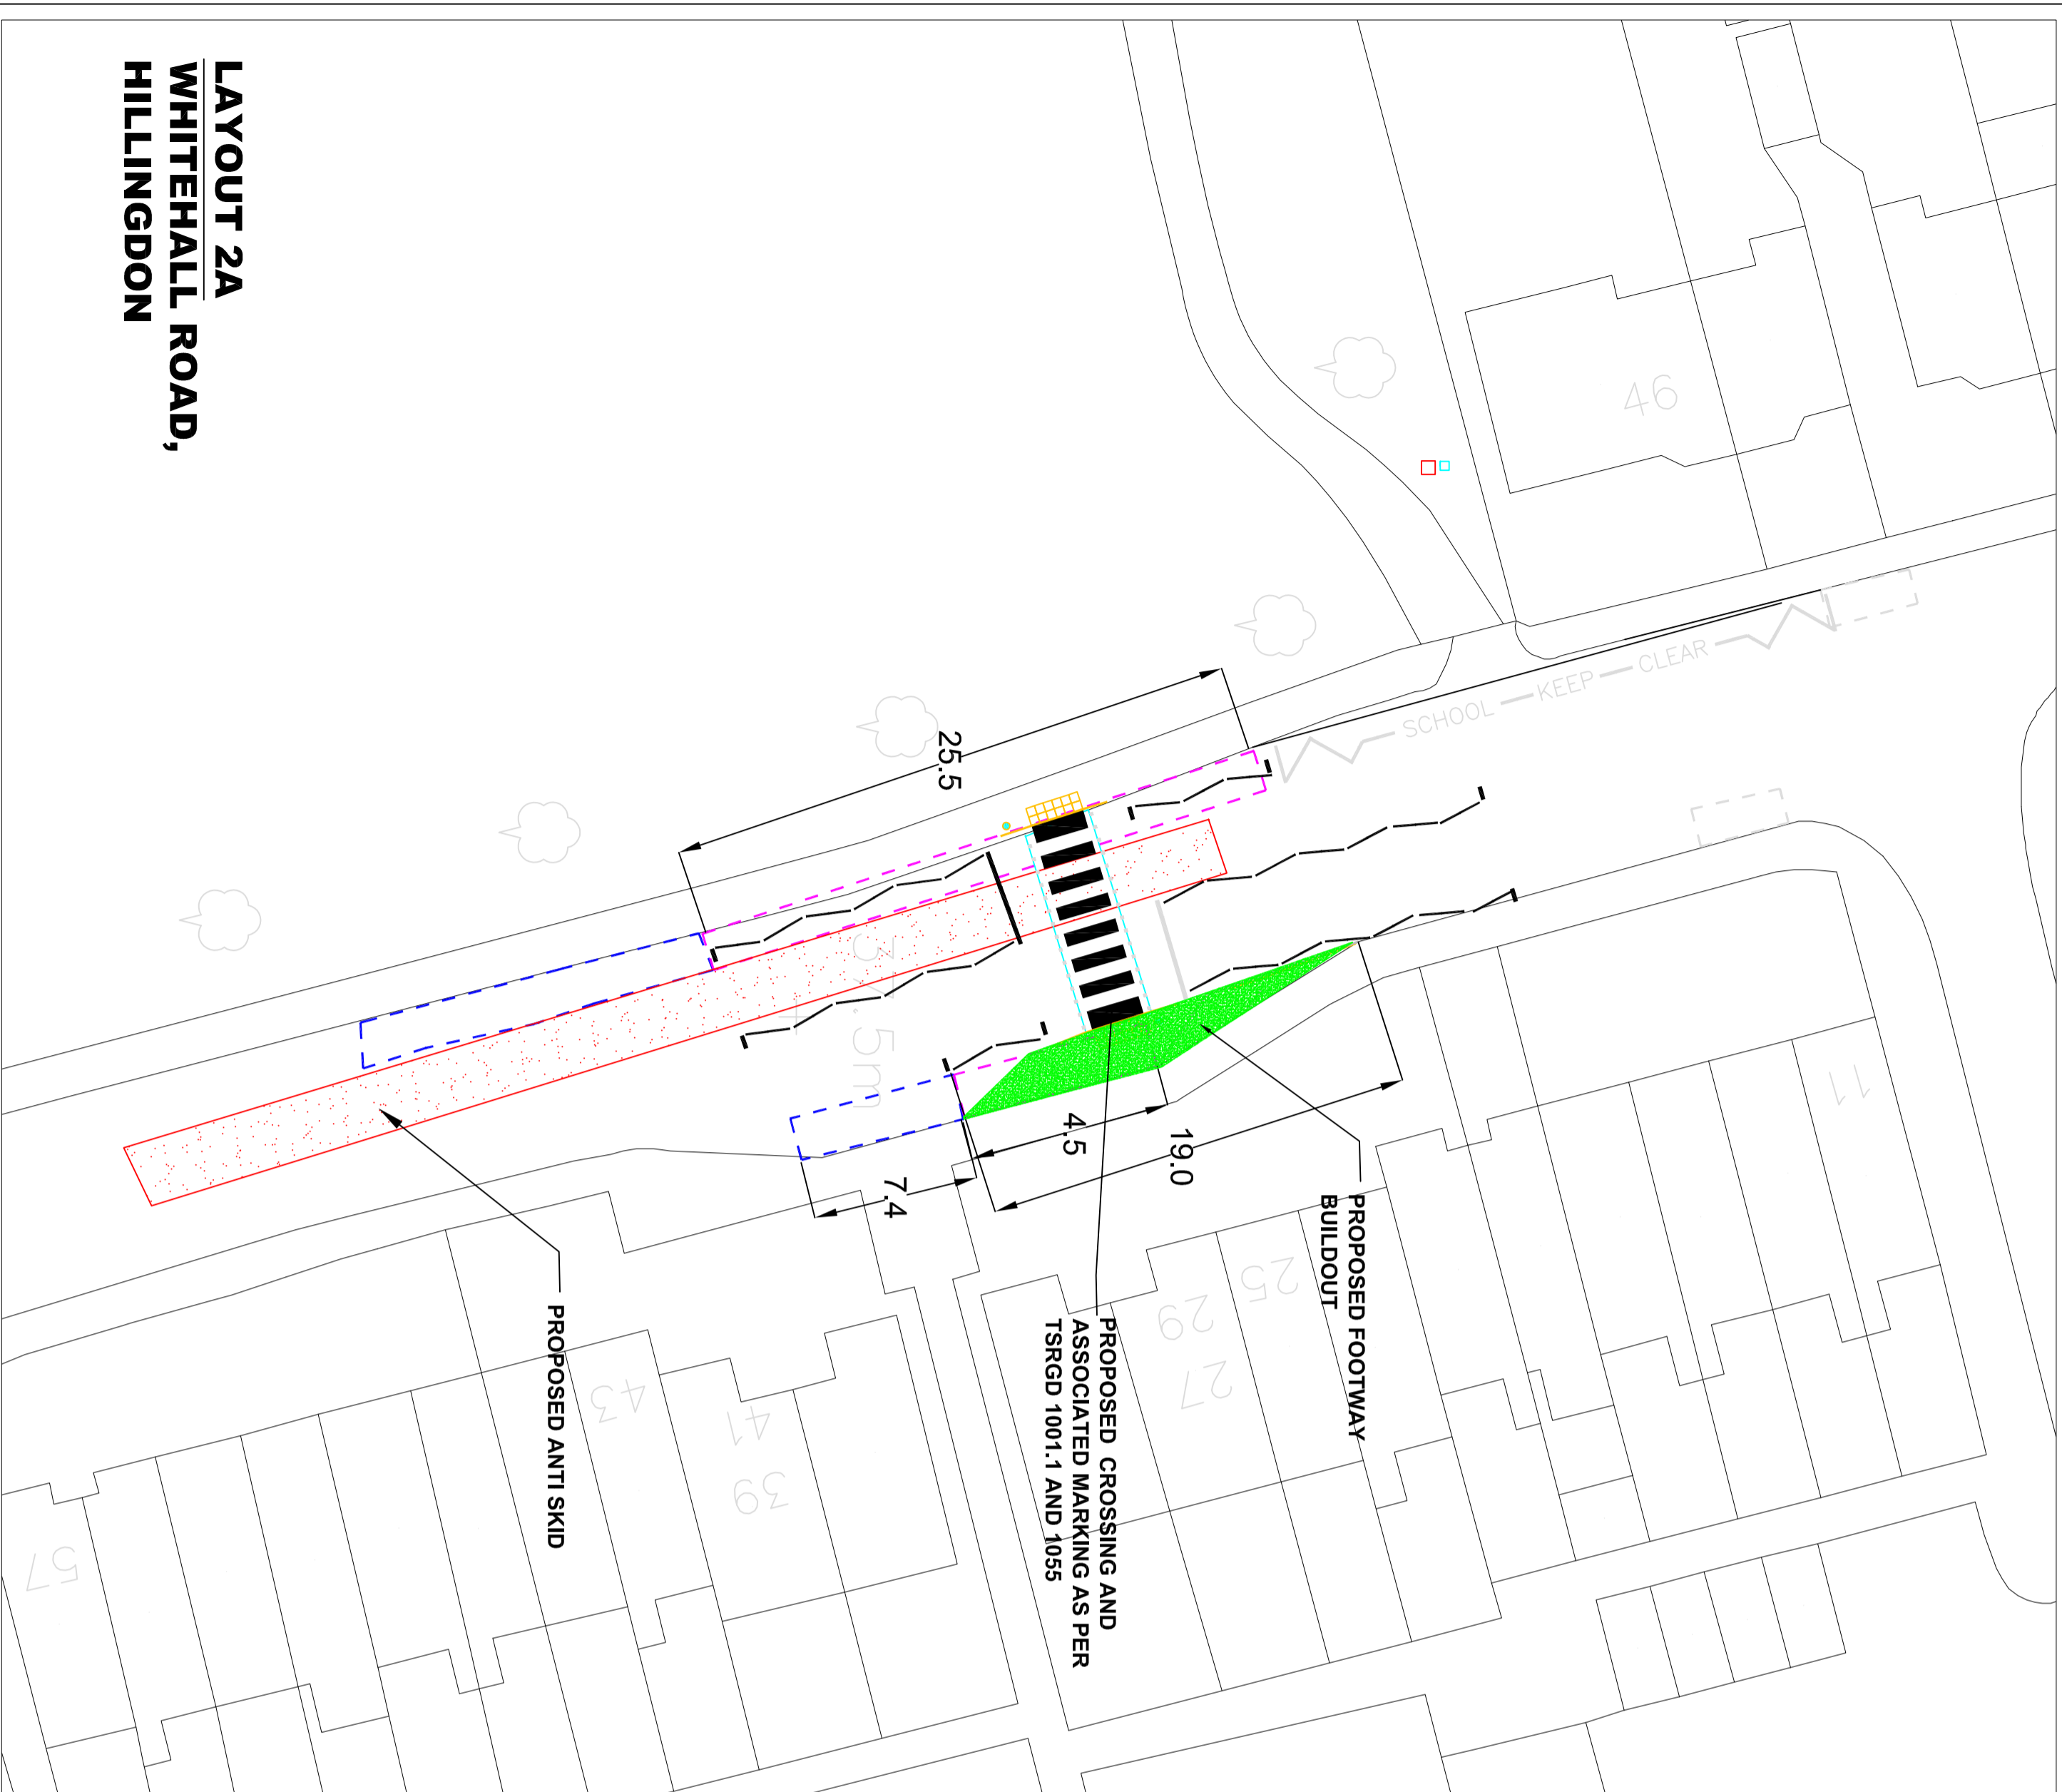 LAYOUT 2A
WHITEHALL ROAD,
HILLINGDON
46
SCHOOL KEEP CLEAR
25.5
11
4.5
19.0
7.4
PROPOSED FOOTWAY
BUILDOUT
25
29
27
PROPOSED CROSSING AND
ASSOCIATED MARKING AS PER
TSRGD 1001.1 AND 1055
PROPOSED ANTI SKID
43
41
39
57